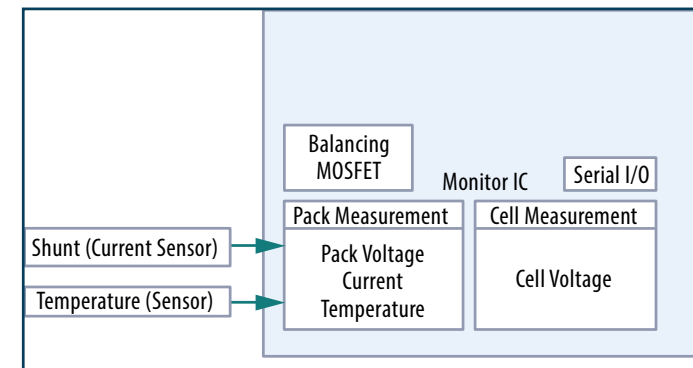 Balancing
MOSFET
Monitor IC
Serial I/O
Pack Measurement
Cell Measurement
Shunt (Current Sensor)
Pack Voltage
Current
Temperature
Cell Voltage
Temperature (Sensor)